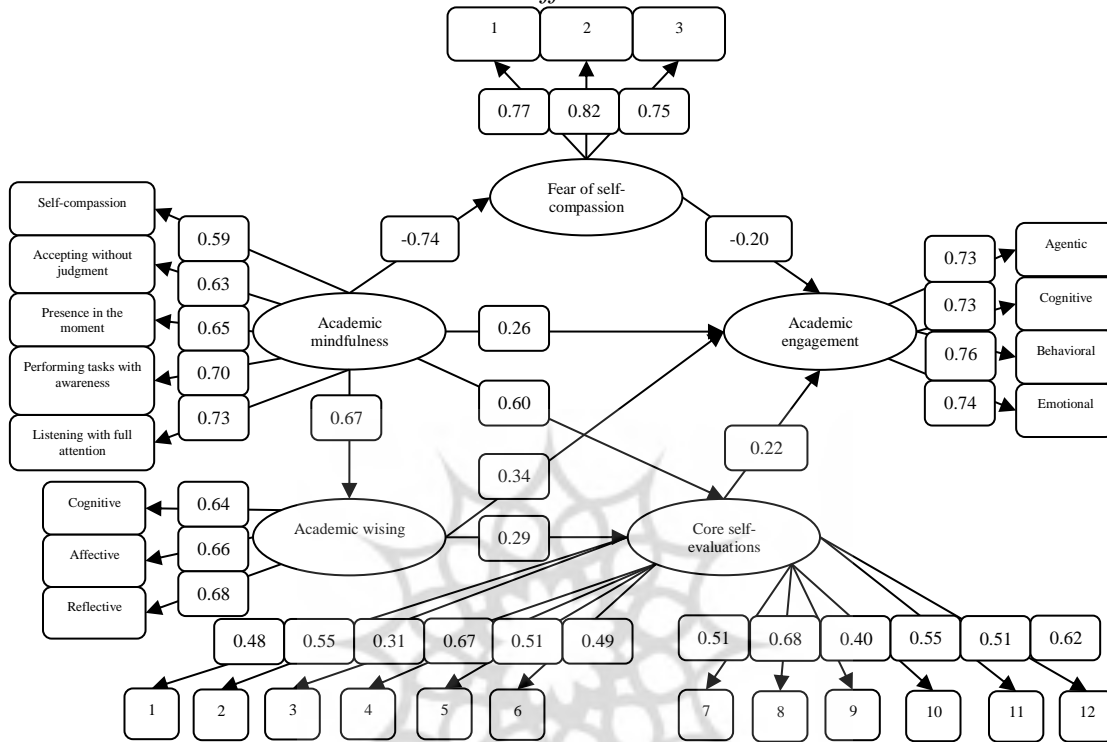 ff
1
2
3
0.77
0.82
0.75
Fear of self-
compassion
Self-compassion
Accepting without
judgment
Presence in the
moment
Performing tasks with
awareness
Listening with full
attention
0.59
0.63
0.65
0.70
0.73
-0.74
-0.20
Academic
mindfulness
0.26
Academic
engagement
0.73
0.73
0.76
0.74
Agentic
Cognitive
Behavioral
Emotional
0.67
0.60
0.34
0.22
Cognitive
Affective
Reflective
0.64
0.66
0.68
Academic wising
0.29
Core self-
evaluations
0.48
0.55
0.31
0.67
0.51
0.49
0.51
0.68
0.40
0.55
0.51
0.62
1
2
3
4
5
6
7
8
9
10
11
12